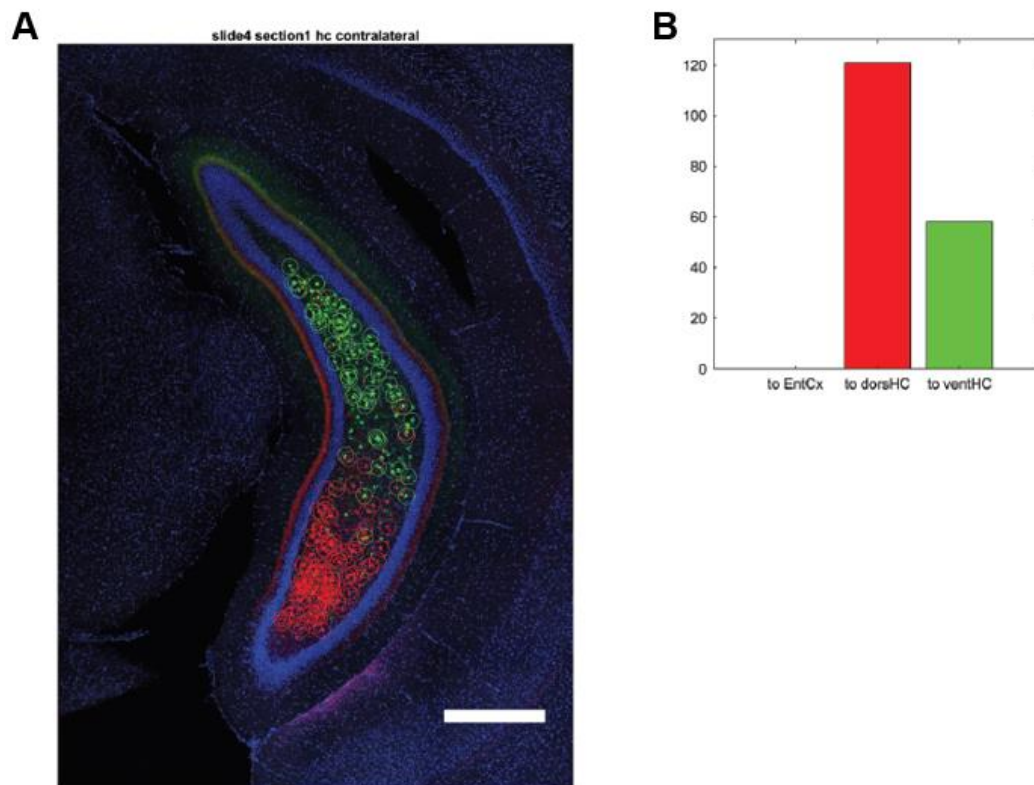 A
slide4 section1 hc contralateral
B
120
100
80
60
40
20
0
to EntCx to dorsHC to ventHC